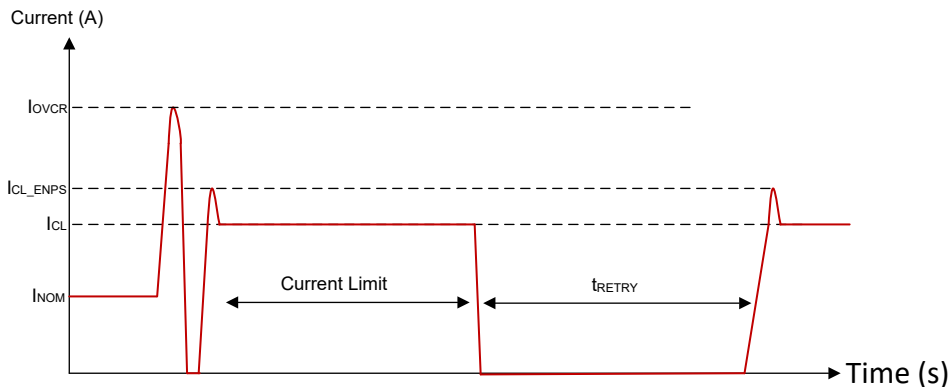 Current (A)
IOVCR
ICL_ENPS
ICL
INOM
Current Limit
tRETRY
Time (s)